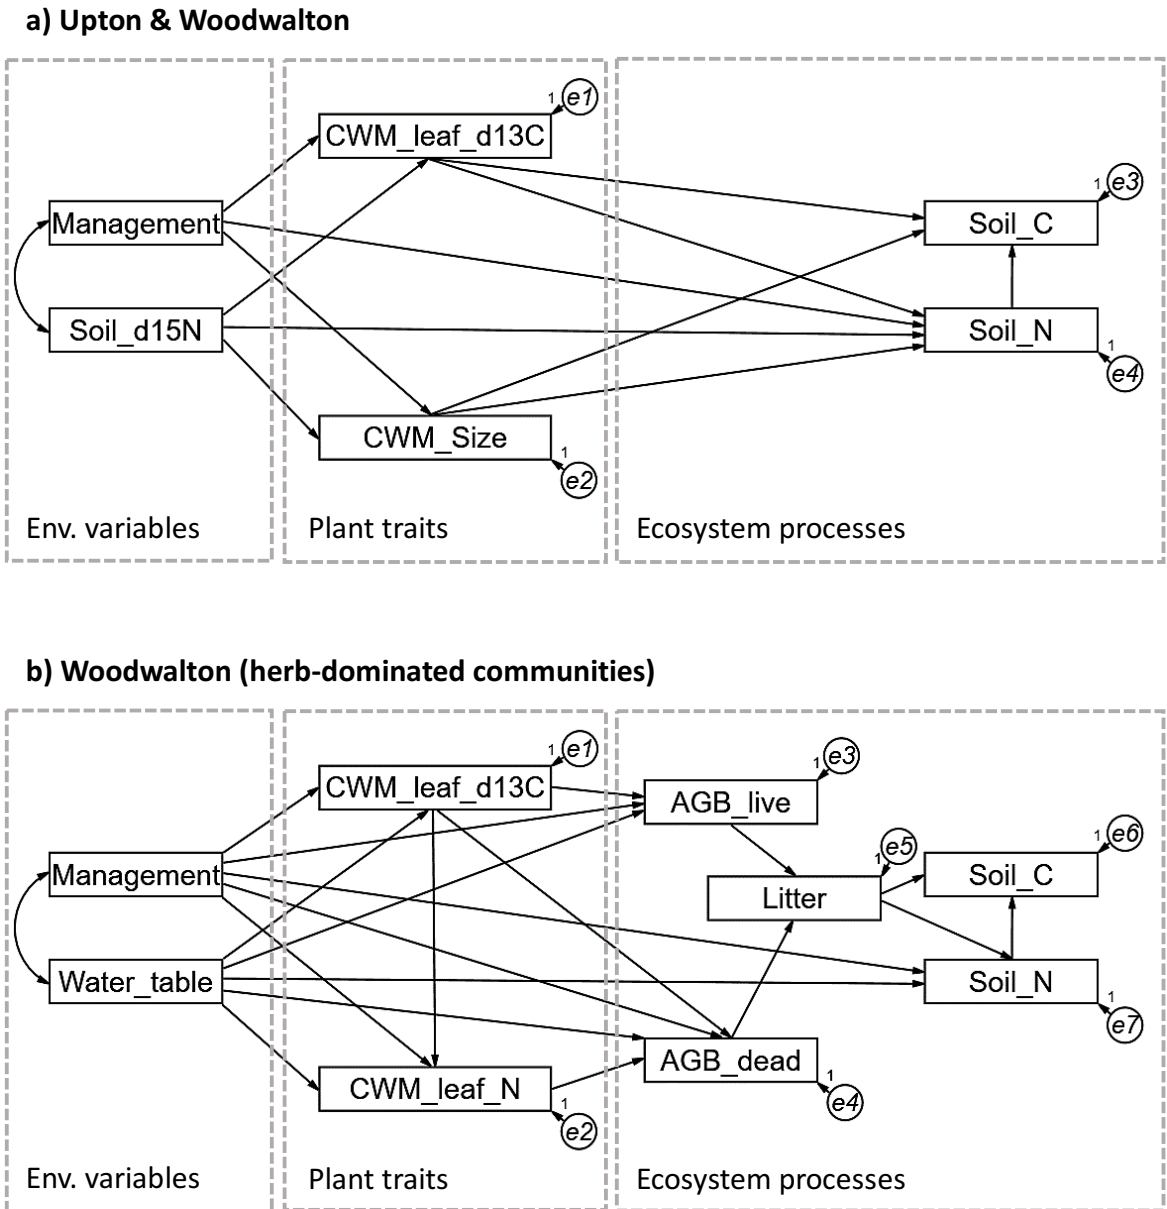 a) Upton & Woodwalton
1 e1
CWM_leaf_d13C
1 e3
Management
Soil_C
Soil_d15N
Soil_N
1
e4
CWM_Size
1
e2
Env. variables
Plant traits
Ecosystem processes
b) Woodwalton (herb-dominated communities)
1 e1
CWM_leaf_d13C
1 e3
AGB_live
1 e5
1 e6
Management
Litter
Soil_C
Water_table
Soil_N
1
e7
AGB_dead
1
e4
CWM_leaf_N
1
e2
Env. variables
Plant traits
Ecosystem processes